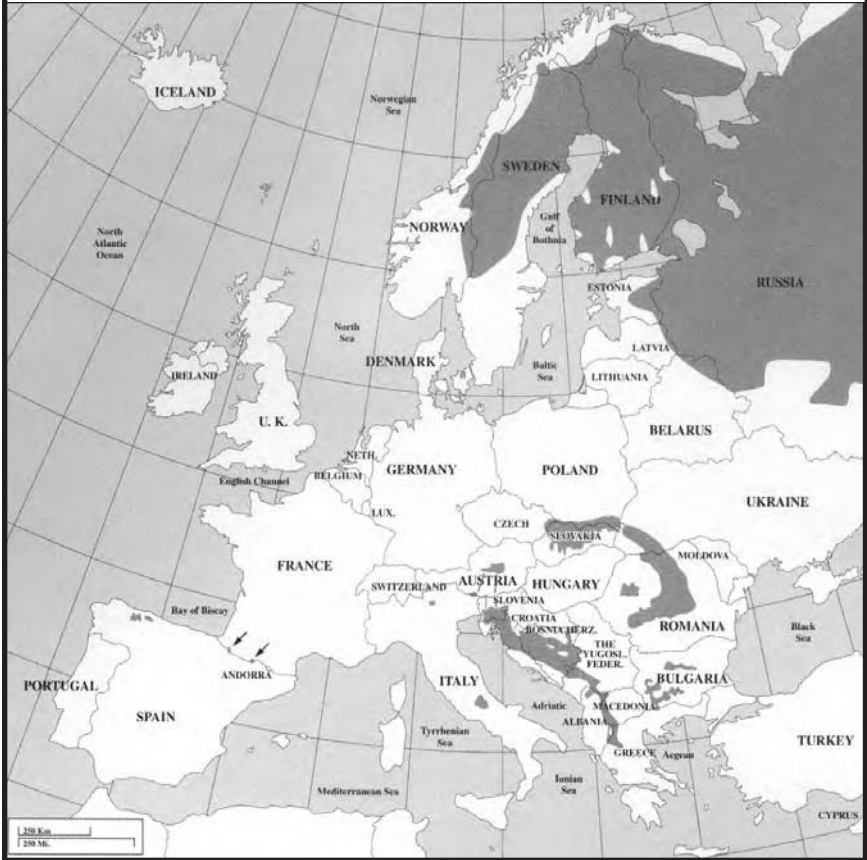 ICELAND
Norwegian
Sea
SWEDEN
FINLAND
NORWAY
Gulf
of
Bothnia
North
Atlantic
Ocean
RUSSIA
ESTONIA
North
Sea
LATVIA
DENMARK
Baltic
Sea
LITHUANIA
IRELAND
U. K.
BELARUS
NETH.
GERMANY
POLAND
BELGIUM
English Channel
UKRAINE
LUX.
CZECH
SLOVAKIA
MOLDOVA
FRANCE
SWITZERLAND
AUSTRIA
HUNGARY
SLOVENIA
Bay of Biscay
CROATIA
BOSNIA HERZ.
ROMANIA
Black
Sea
THE
YUGOSL.
FEDER.
ANDORRA
ITALY
BULGARIA
PORTUGAL
SPAIN
Adriatic
MACEDONIA
ALBANIA
Tyrrhenian
Sea
TURKEY
GREECE
Aegean
Ionian
Sea
Mediterranean Sea
CYPRUS
250 Km
250 Mi.